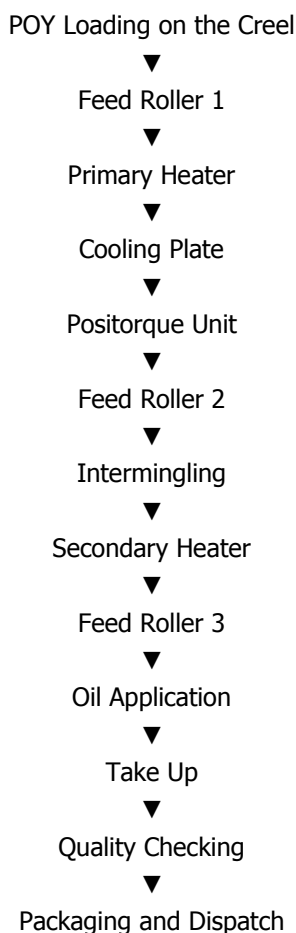 POY Loading on the Creel
▼
Feed Roller 1
▼
Primary Heater
▼
Cooling Plate
▼
Positorque Unit
▼
Feed Roller 2
▼
Intermingling
▼
Secondary Heater
▼
Feed Roller 3
▼
Oil Application
▼
Take Up
▼
Quality Checking
▼
Packaging and Dispatch